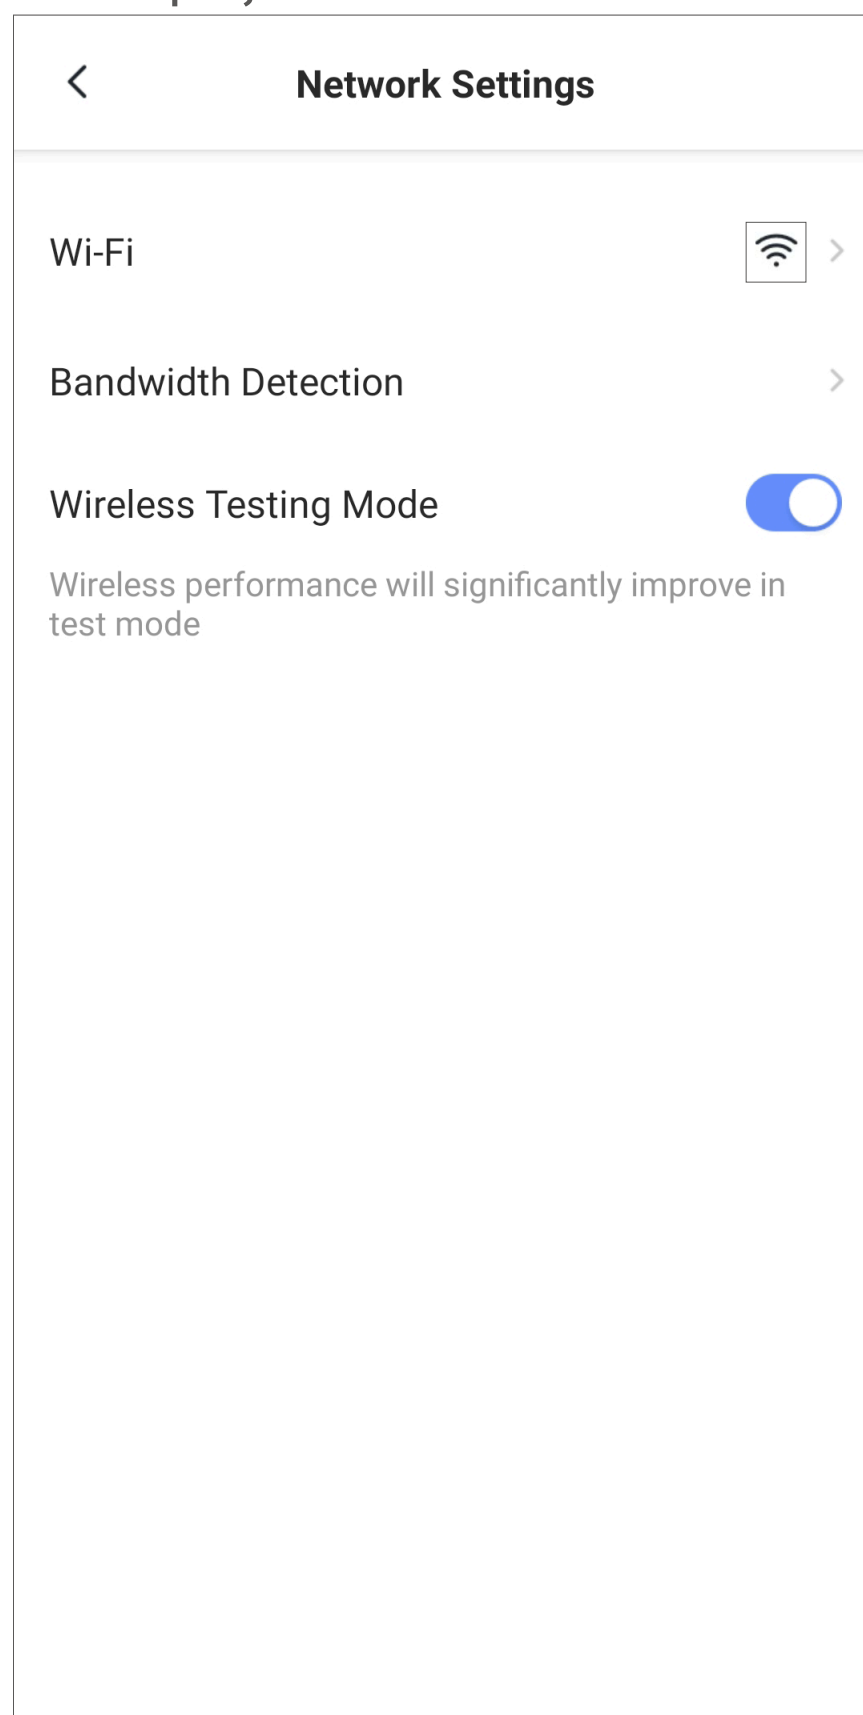 Network Settings
Wi-Fi
Bandwidth Detection
Wireless Testing Mode
Wireless performance will significantly improve in
test mode